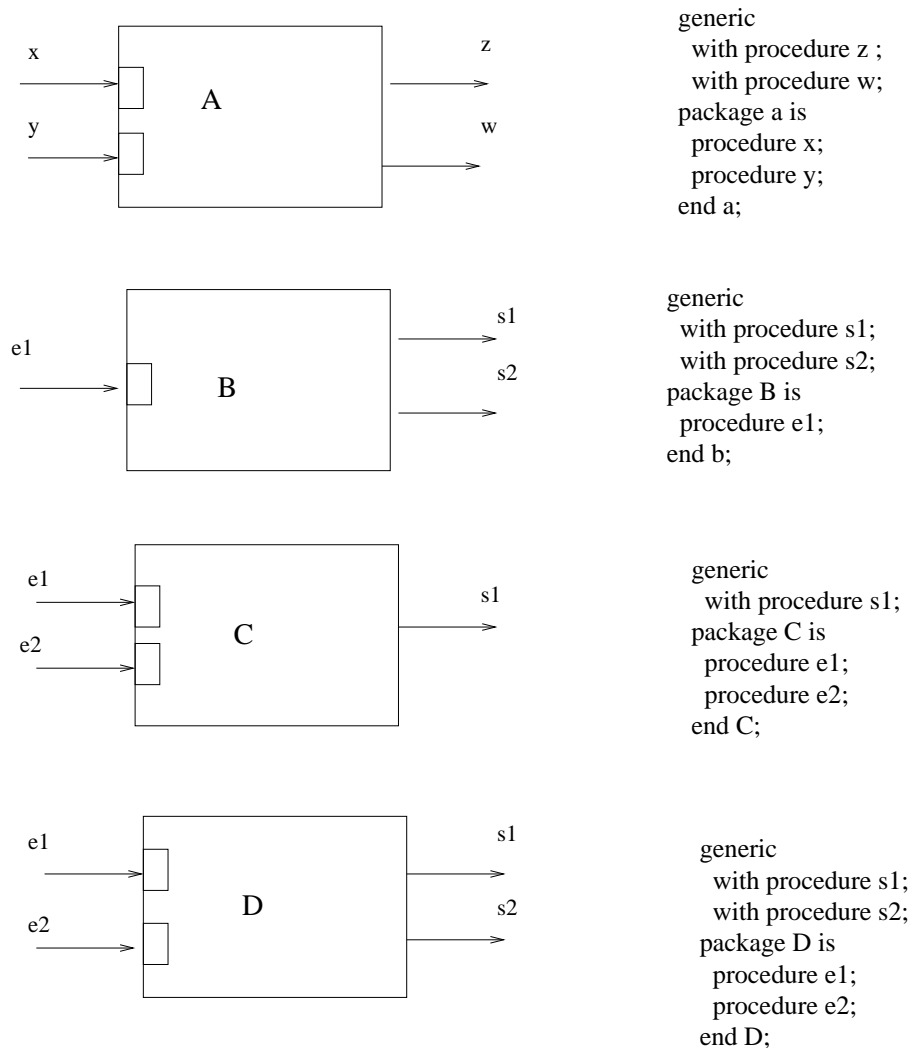 x
y
A
z
w
generic
with procedure z ;
with procedure w;
package a is
procedure x;
procedure y;
end a;
e1
B
s1
s2
generic
with procedure s1;
with procedure s2;
package B is
procedure e1;
end b;
e1
e2
C
s1
generic
with procedure s1;
package C is
procedure e1;
procedure e2;
end C;
e1
e2
D
s1
s2
generic
with procedure s1;
with procedure s2;
package D is
procedure e1;
procedure e2;
end D;